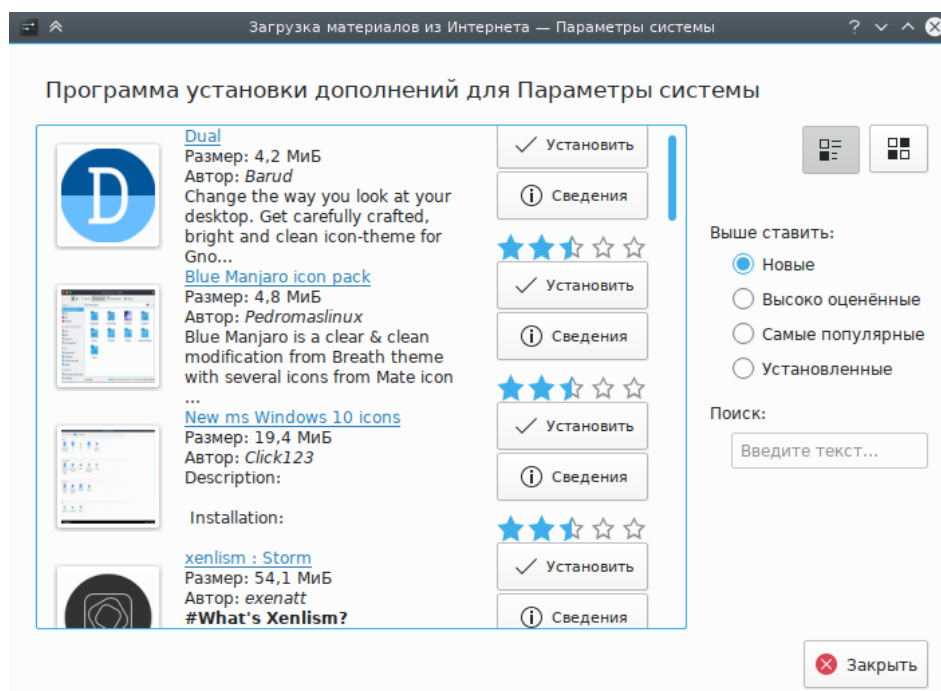 Загрузка материалов из Интернета — Параметры системы
Программа установки дополнений для Параметры системы
Dual
Размер: 4,2 МиБ
Автор: Barud
Change the way you look at your
desktop. Get carefully crafted,
bright and clean icon-theme for
Gno...
Установить
Сведения
Blue Manjaro icon pack
Размер: 4,8 МиБ
Автор: Pedromaslinux
Blue Manjaro is a clear & clean
modification from Breath theme
with several icons from Mate icon
...
Установить
Сведения
New ms Windows 10 icons
Размер: 19,4 МиБ
Автор: Click123
Description:
Installation:
Установить
Сведения
xenlism : Storm
Размер: 54,1 МиБ
Автор: exenatt
#What's Xenlism?
Установить
Сведения
Выше ставить:
Новые
Высоко оценённые
Самые популярные
Установленные
Поиск:
Введите текст...
Закрыть